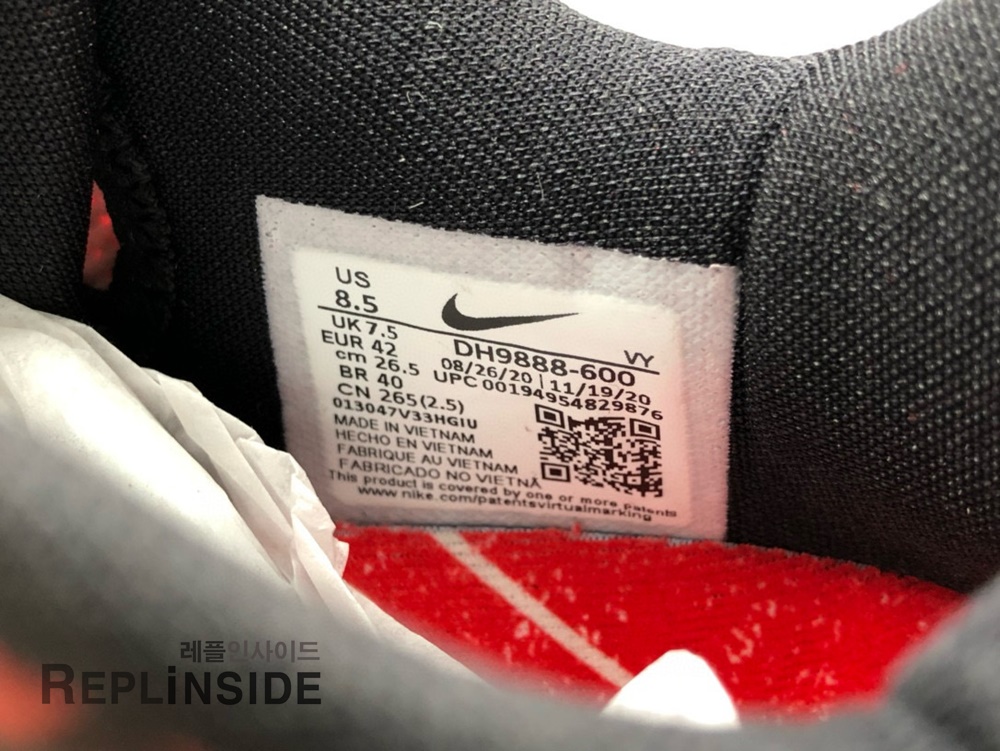 US
8.5
UK 7.5
EUR 42
cm 26.5
BR 40
CN 265(2.5)
013047V33HGIU
VY
DH9888-600
08/26/20 | 11/19/20
UPC 00194954829876
MADE IN VIETNAM
HECHO EN VIETNAM
FABRIQUE AU VIETNAM
FABRICADO NO VIETNÃ
This product is covered by one or more patents
www.nike.com/patentsvirtualmarking
레플인사이드
REPLiNSIDE